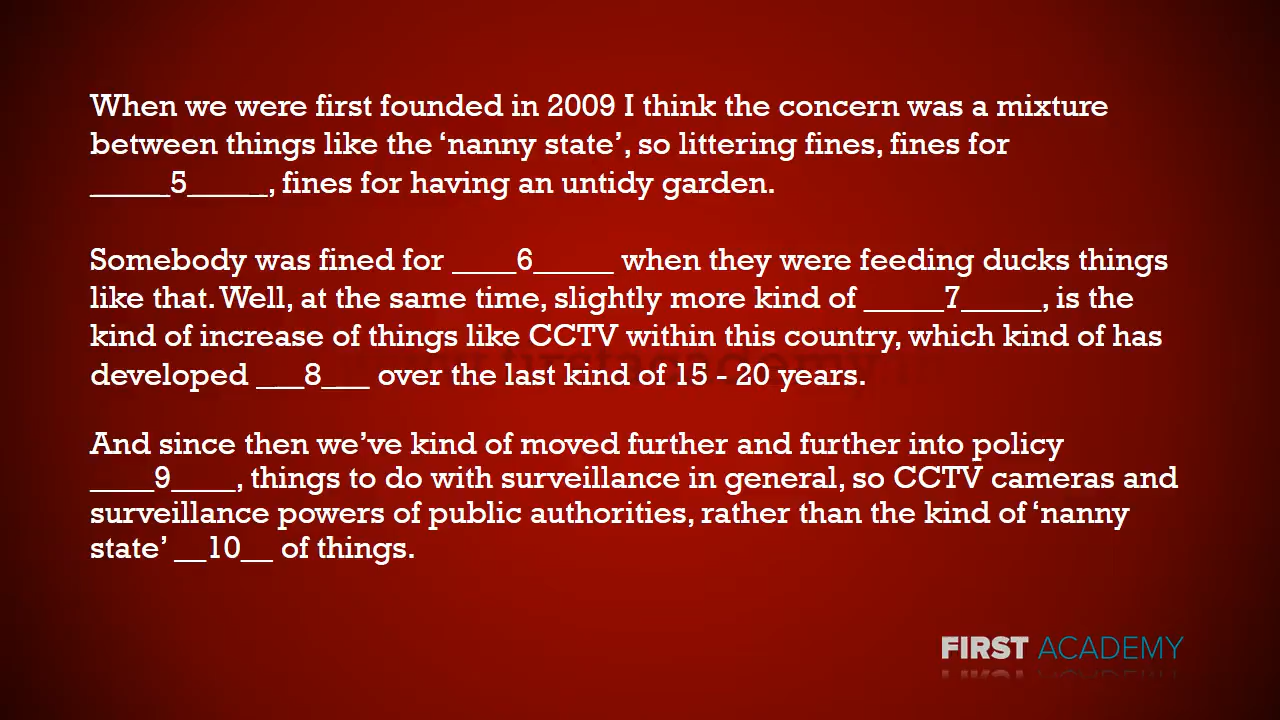 When we were first founded in 2009 I think the concern was a mixture
between things like the ‘nanny state’, so littering fines, fines for
_____5_____, fines for having an untidy garden.
Somebody was fined for ____6_____ when they were feeding ducks things
like that. Well, at the same time, slightly more kind of _____7_____, is the
kind of increase of things like CCTV within this country, which kind of has
developed ___8___ over the last kind of 15 - 20 years.
And since then we’ve kind of moved further and further into policy
____9____, things to do with surveillance in general, so CCTV cameras and
surveillance powers of public authorities, rather than the kind of ‘nanny
state’ __10__ of things.
FIRST ACADEMY